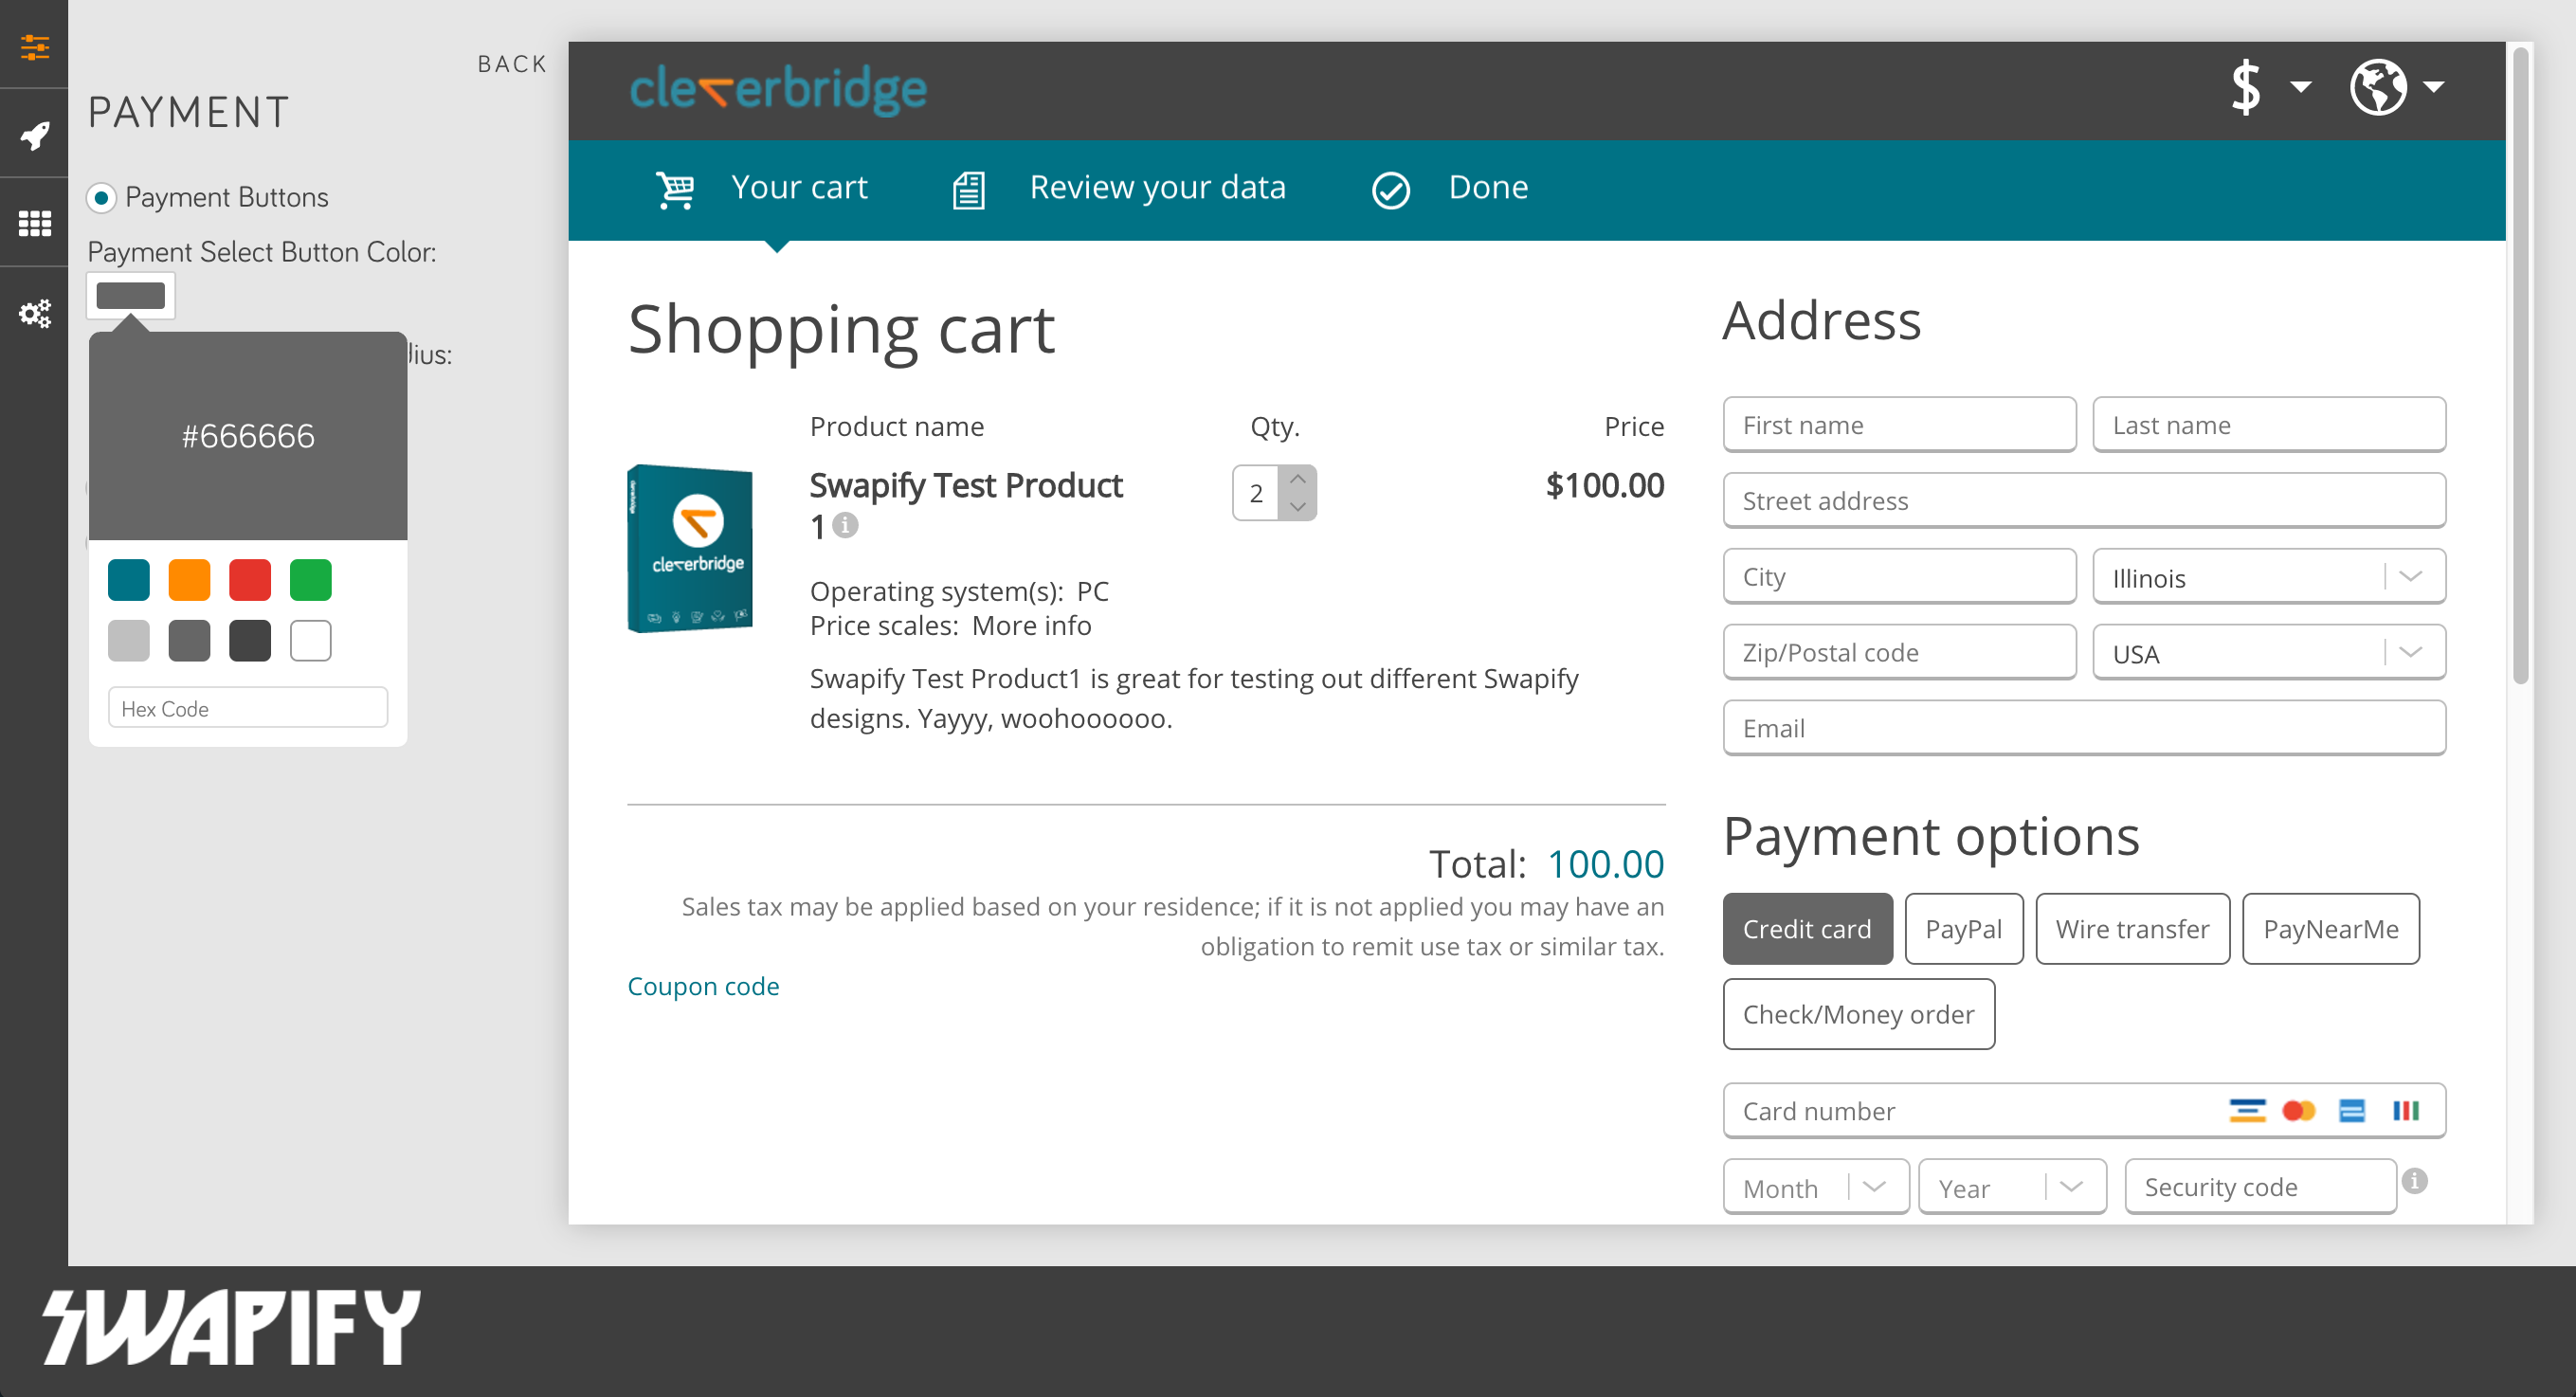 BACK
PAYMENT
Payment Buttons
Payment Select Button Color:
dius:
#666666
Hex Code
cleverbridge
$
Your cart
Review your data
Done
Shopping cart
Product name Qty. Price
Swapify Test Product
1
2
$100.00
cleverbridge
Operating system(s): PC
Price scales: More info
Swapify Test Product1 is great for testing out different Swapify
designs. Yayyy, woohoooooo.
Total: 100.00
Sales tax may be applied based on your residence; if it is not applied you may have an
obligation to remit use tax or similar tax.
Coupon code
Address
First name Last name
Street address
City Illinois
Zip/Postal code USA
Email
Payment options
Credit card PayPal Wire transfer PayNearMe
Check/Money order
Card number
Month Year Security code
SWAPIFY